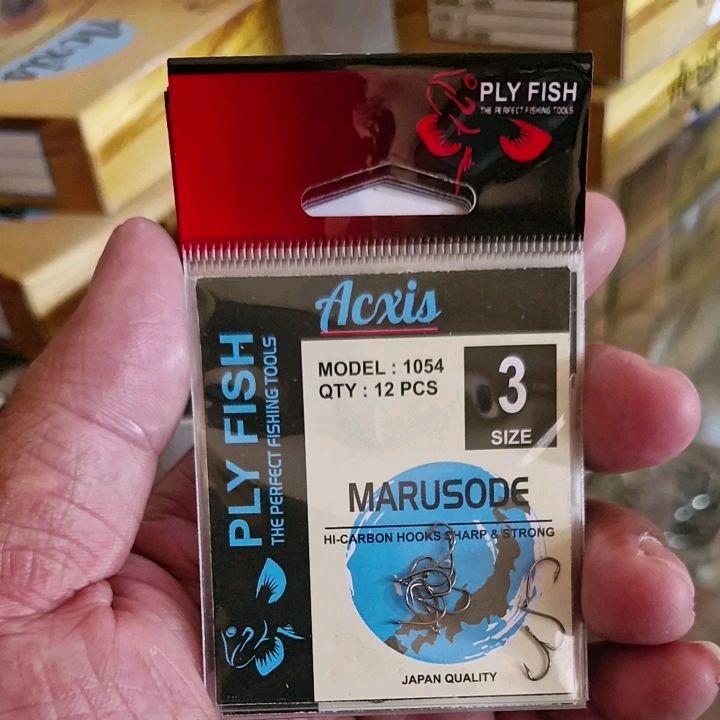 Acxis
PLY FISH
THE PERFECT FISHING TOOLS
Acxis
MODEL : 1054
QTY : 12 PCS
3
SIZE
PLY FISH
THE PERFECT FISHING TOOLS
MARUSODE
HI-CARBON HOOKS SHARP & STRONG
JAPAN QUALITY